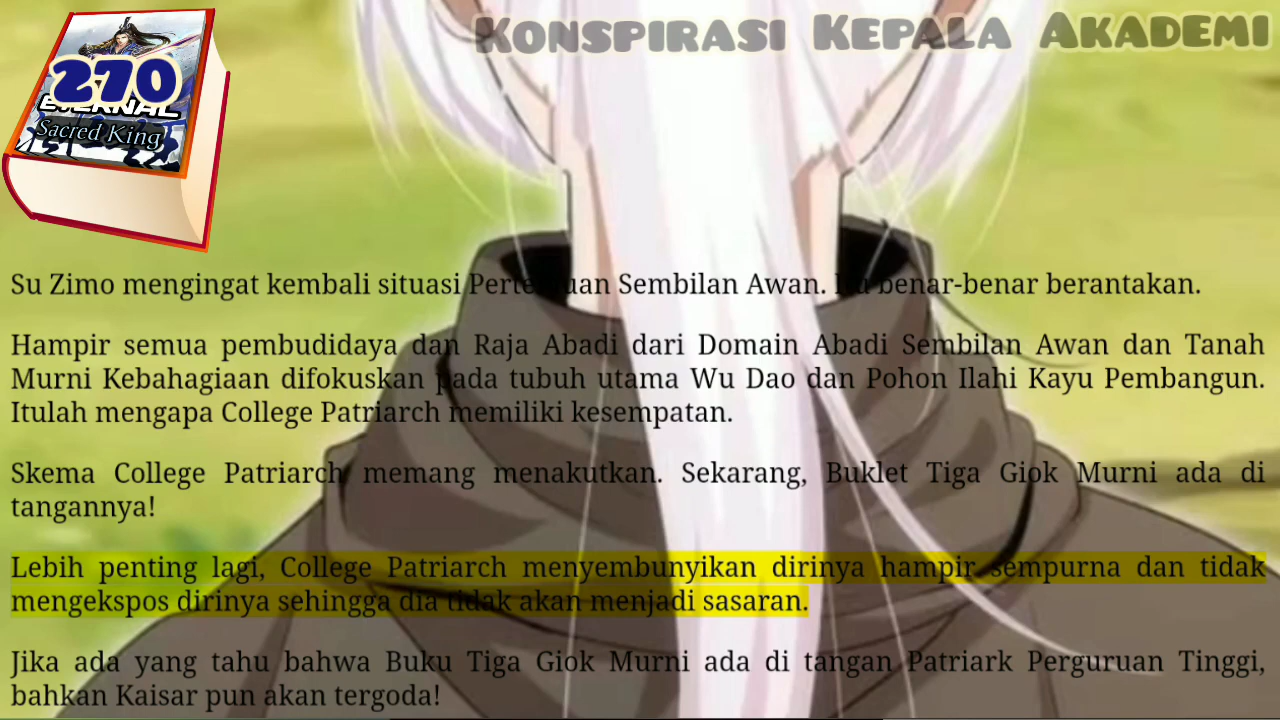 Konspirasi Kepala Akademi
270
ETERNAL
Sacred King
Su Zimo mengingat kembali situasi Pertemuan Sembilan Awan. Itu benar-benar berantakan.
Hampir semua pembudidaya dan Raja Abadi dari Domain Abadi Sembilan Awan dan Tanah
Murni Kebahagiaan difokuskan pada tubuh utama Wu Dao dan Pohon Ilahi Kayu Pembangun.
Itulah mengapa College Patriarch memiliki kesempatan.
Skema College Patriarch memang menakutkan. Sekarang, Buklet Tiga Giok Murni ada di
tangannya!
Lebih penting lagi, College Patriarch menyembunyikan dirinya hampir sempurna dan tidak
mengekspos dirinya sehingga dia tidak akan menjadi sasaran.
Jika ada yang tahu bahwa Buku Tiga Giok Murni ada di tangan Patriark Perguruan Tinggi,
bahkan Kaisar pun akan tergoda!